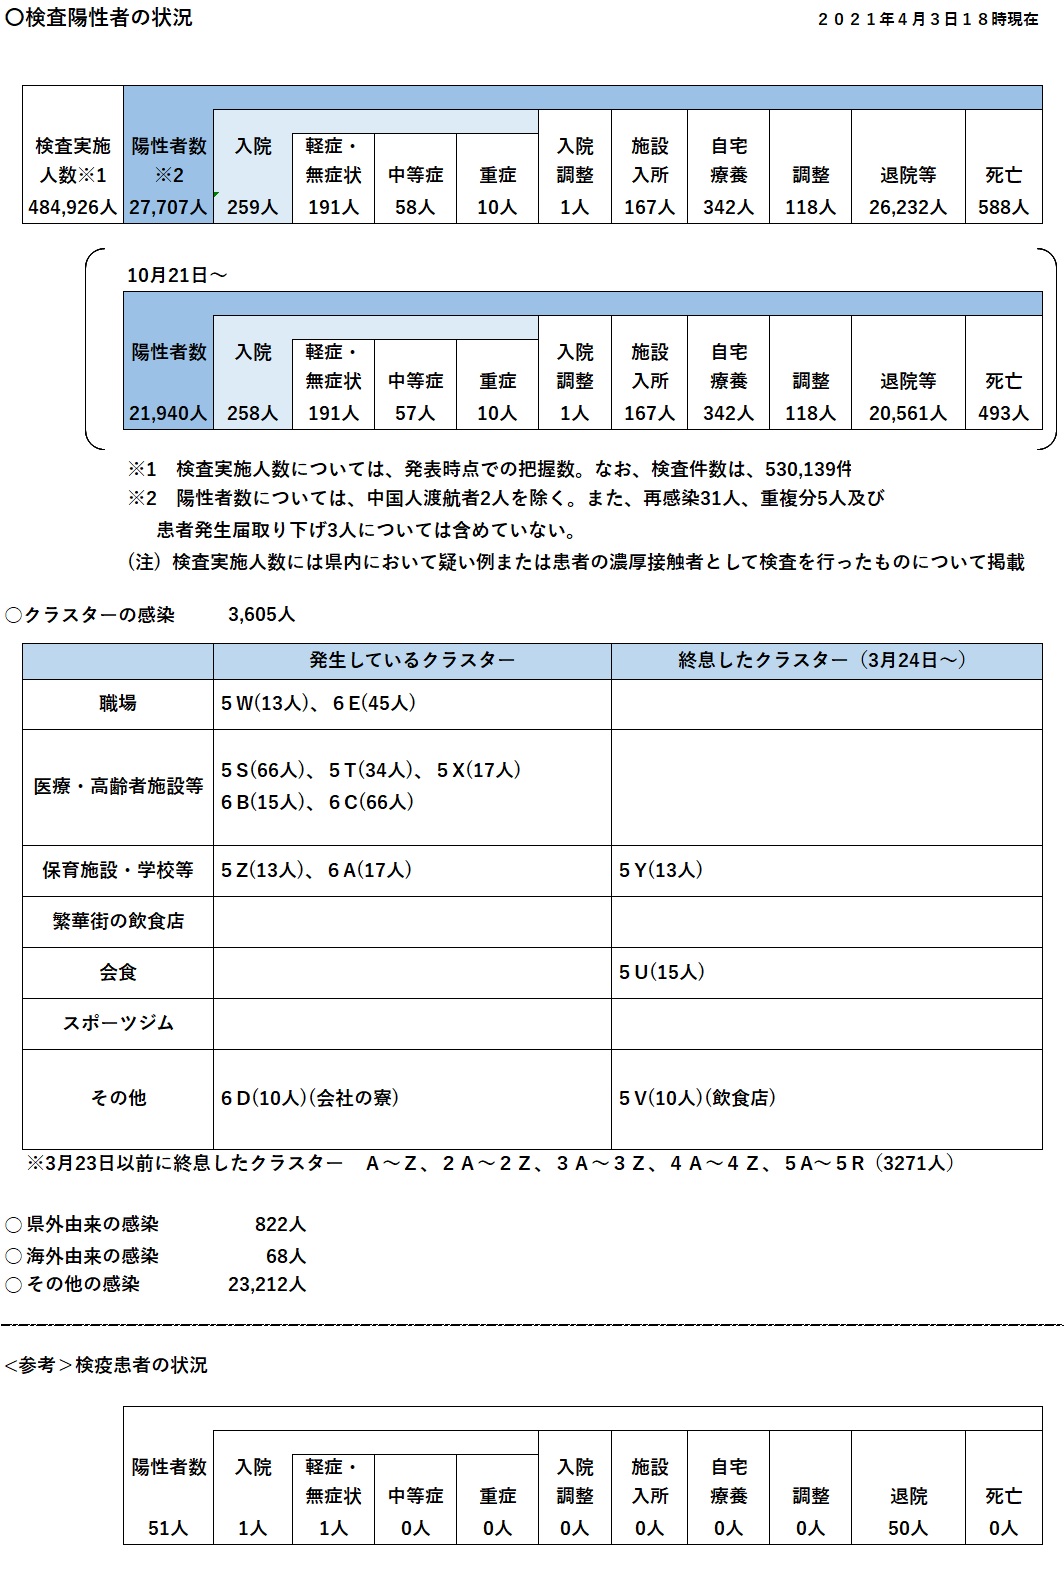 〇検査陽性者の状況
２０２１年４月３日１８時現在
検査実施 陽性者数 入院 軽症・ 入院 施設 自宅
人数※1 ※2 無症状 中等症 重症 調整 入所 療養 調整 退院等 死亡
484,926人 27,707人 259人 191人 58人 10人 1人 167人 342人 118人 26,232人 588人
10月21日～
陽性者数 入院 軽症・ 入院 施設 自宅
無症状 中等症 重症 調整 入所 療養 調整 退院等 死亡
21,940人 258人 191人 57人 10人 1人 167人 342人 118人 20,561人 493人
※1　検査実施人数については、発表時点での把握数。なお、検査件数は、530,139件
※2　陽性者数については、中国人渡航者2人を除く。また、再感染31人、重複分5人及び
患者発生届取り下げ3人については含めていない。
(注）検査実施人数には県内において疑い例または患者の濃厚接触者として検査を行ったものについて掲載
○クラスターの感染　3,605人
発生しているクラスター 終息したクラスター（3月24日～）
職場 ５W(13人)、６E(45人)
医療・高齢者施設等 ５S(66人)、５T(34人)、５X(17人)
６B(15人)、６C(66人)
保育施設・学校等 ５Z(13人)、６A(17人) ５Y(13人)
繁華街の飲食店
会食 ５U(15人)
スポーツジム
その他 ６D(10人)(会社の寮) ５V(10人)(飲食店)
※3月23日以前に終息したクラスター　Ａ～Ｚ、２Ａ～２Ｚ、３Ａ～３Ｚ、４Ａ～４Ｚ、５A～５R（3271人）
○県外由来の感染　822人
○海外由来の感染　68人
○その他の感染　23,212人
<参考＞検疫患者の状況
陽性者数 入院 軽症・ 入院 施設 自宅
無症状 中等症 重症 調整 入所 療養 調整 退院 死亡
51人 1人 1人 0人 0人 0人 0人 0人 0人 50人 0人